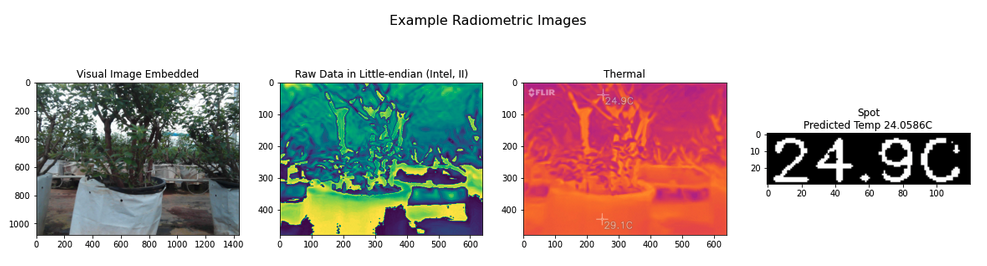 Example Radiometric Images
Visual Image Embedded
0
200
400
600
800
1000
0 200 400 600 800 1000 1200 1400
Raw Data in Little-endian (Intel, II)
0
100
200
300
400
0 100 200 300 400 500 600
Thermal
0
100
200
300
400
0 100 200 300 400 500 600
FLIR
24.9C
29.1C
Spot
Predicted Temp 24.0586C
0
10
20
0 20 40 60 80 100
24.9C